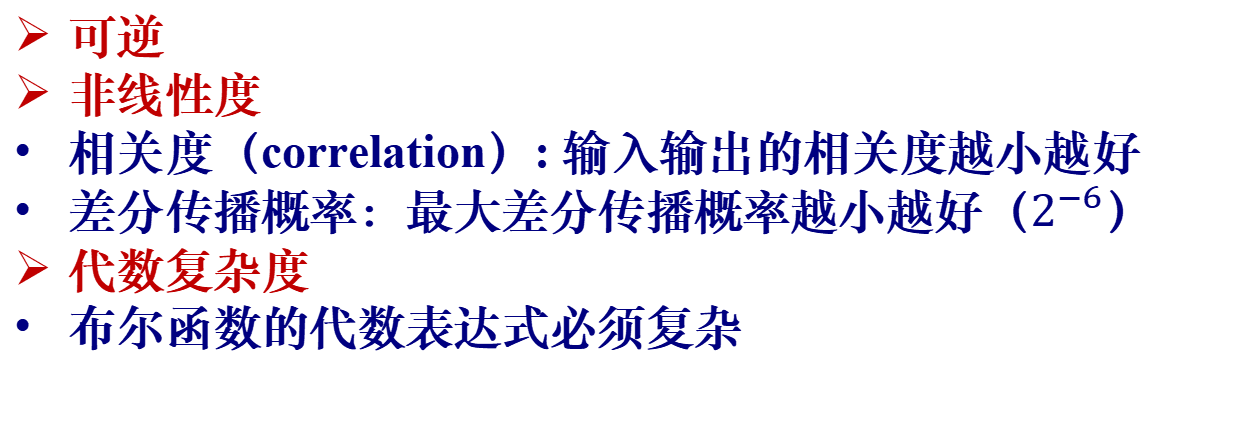 ➢ 可逆
➢ 非线性度
• 相关度（correlation）: 输入输出的相关度越小越好
• 差分传播概率：最大差分传播概率越小越好（2⁻⁶）
➢ 代数复杂度
• 布尔函数的代数表达式必须复杂